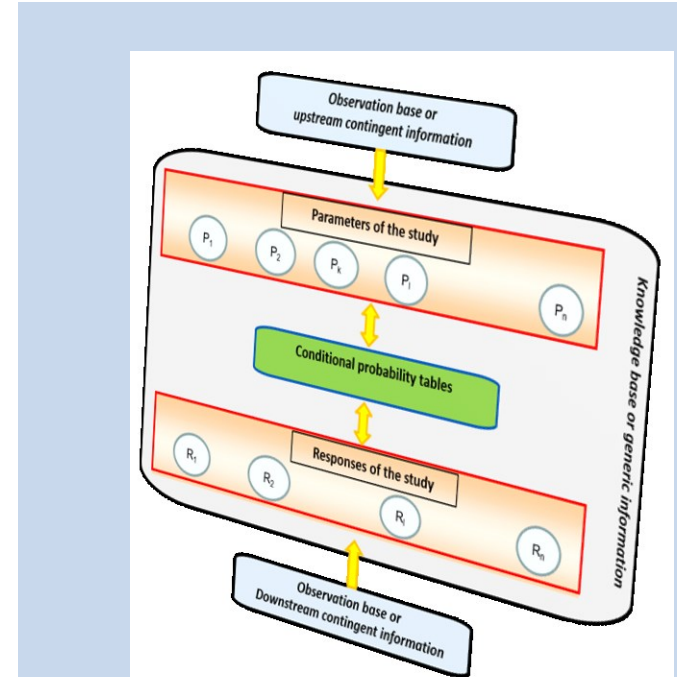 Observation base or
upstream contingent information
Parameters of the study
P₁ P₂ Pₖ Pₗ Pₙ
Conditional probability tables
Knowledge base or generic information
Responses of the study
R₁ R₂ Rᵢ Rₙ
Observation base or
Downstream contingent information